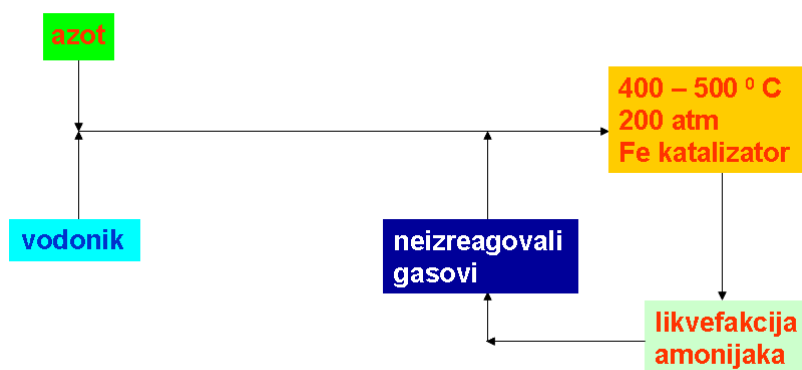 azot
400 – 500 ⁰ C
200 atm
Fe katalizator
vodonik
neizreagovali
gasovi
likvefakcija
amonijaka